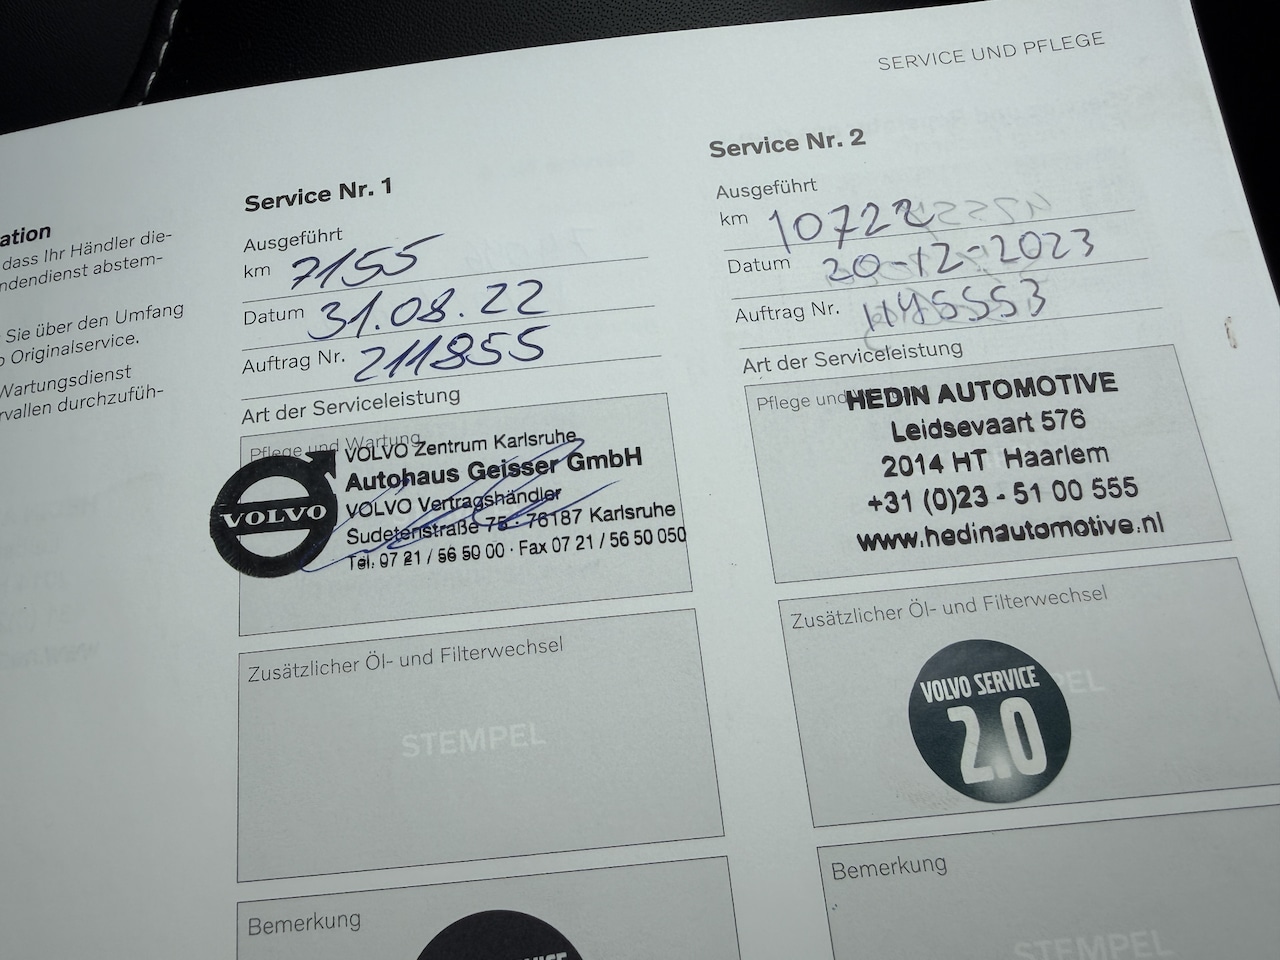 SERVICE UND PFLEGE
ation
dass Ihr Händler die-
ndendienst abstem-
Sie über den Umfang
Originalservice.
Wartungsdienst
rvallen durchzufüh-
Service Nr. 1
Ausgeführt
km 7155
Datum 31.08.22
Auftrag Nr. 211855
Art der Serviceleistung
Pflege und Wartung
VOLVO
VOLVO Zentrum Karlsruhe
Autohaus Geisser GmbH
VOLVO Vertragshändler
Sudetenstraße 75 · 76187 Karlsruhe
Tel. 07 21 / 56 50 00 · Fax 07 21 / 56 50 050
Zusätzlicher Öl- und Filterwechsel
STEMPEL
Bemerkung
Service Nr. 2
Ausgeführt
km 10722
Datum 20-12-2023
Auftrag Nr.
Art der Serviceleistung
Pflege und
HEDIN AUTOMOTIVE
Leidsevaart 576
2014 HT Haarlem
+31 (0)23 - 51 00 555
www.hedinautomotive.nl
Zusätzlicher Öl- und Filterwechsel
VOLVO SERVICE
2.0
PEL
Bemerkung
STEMPEL